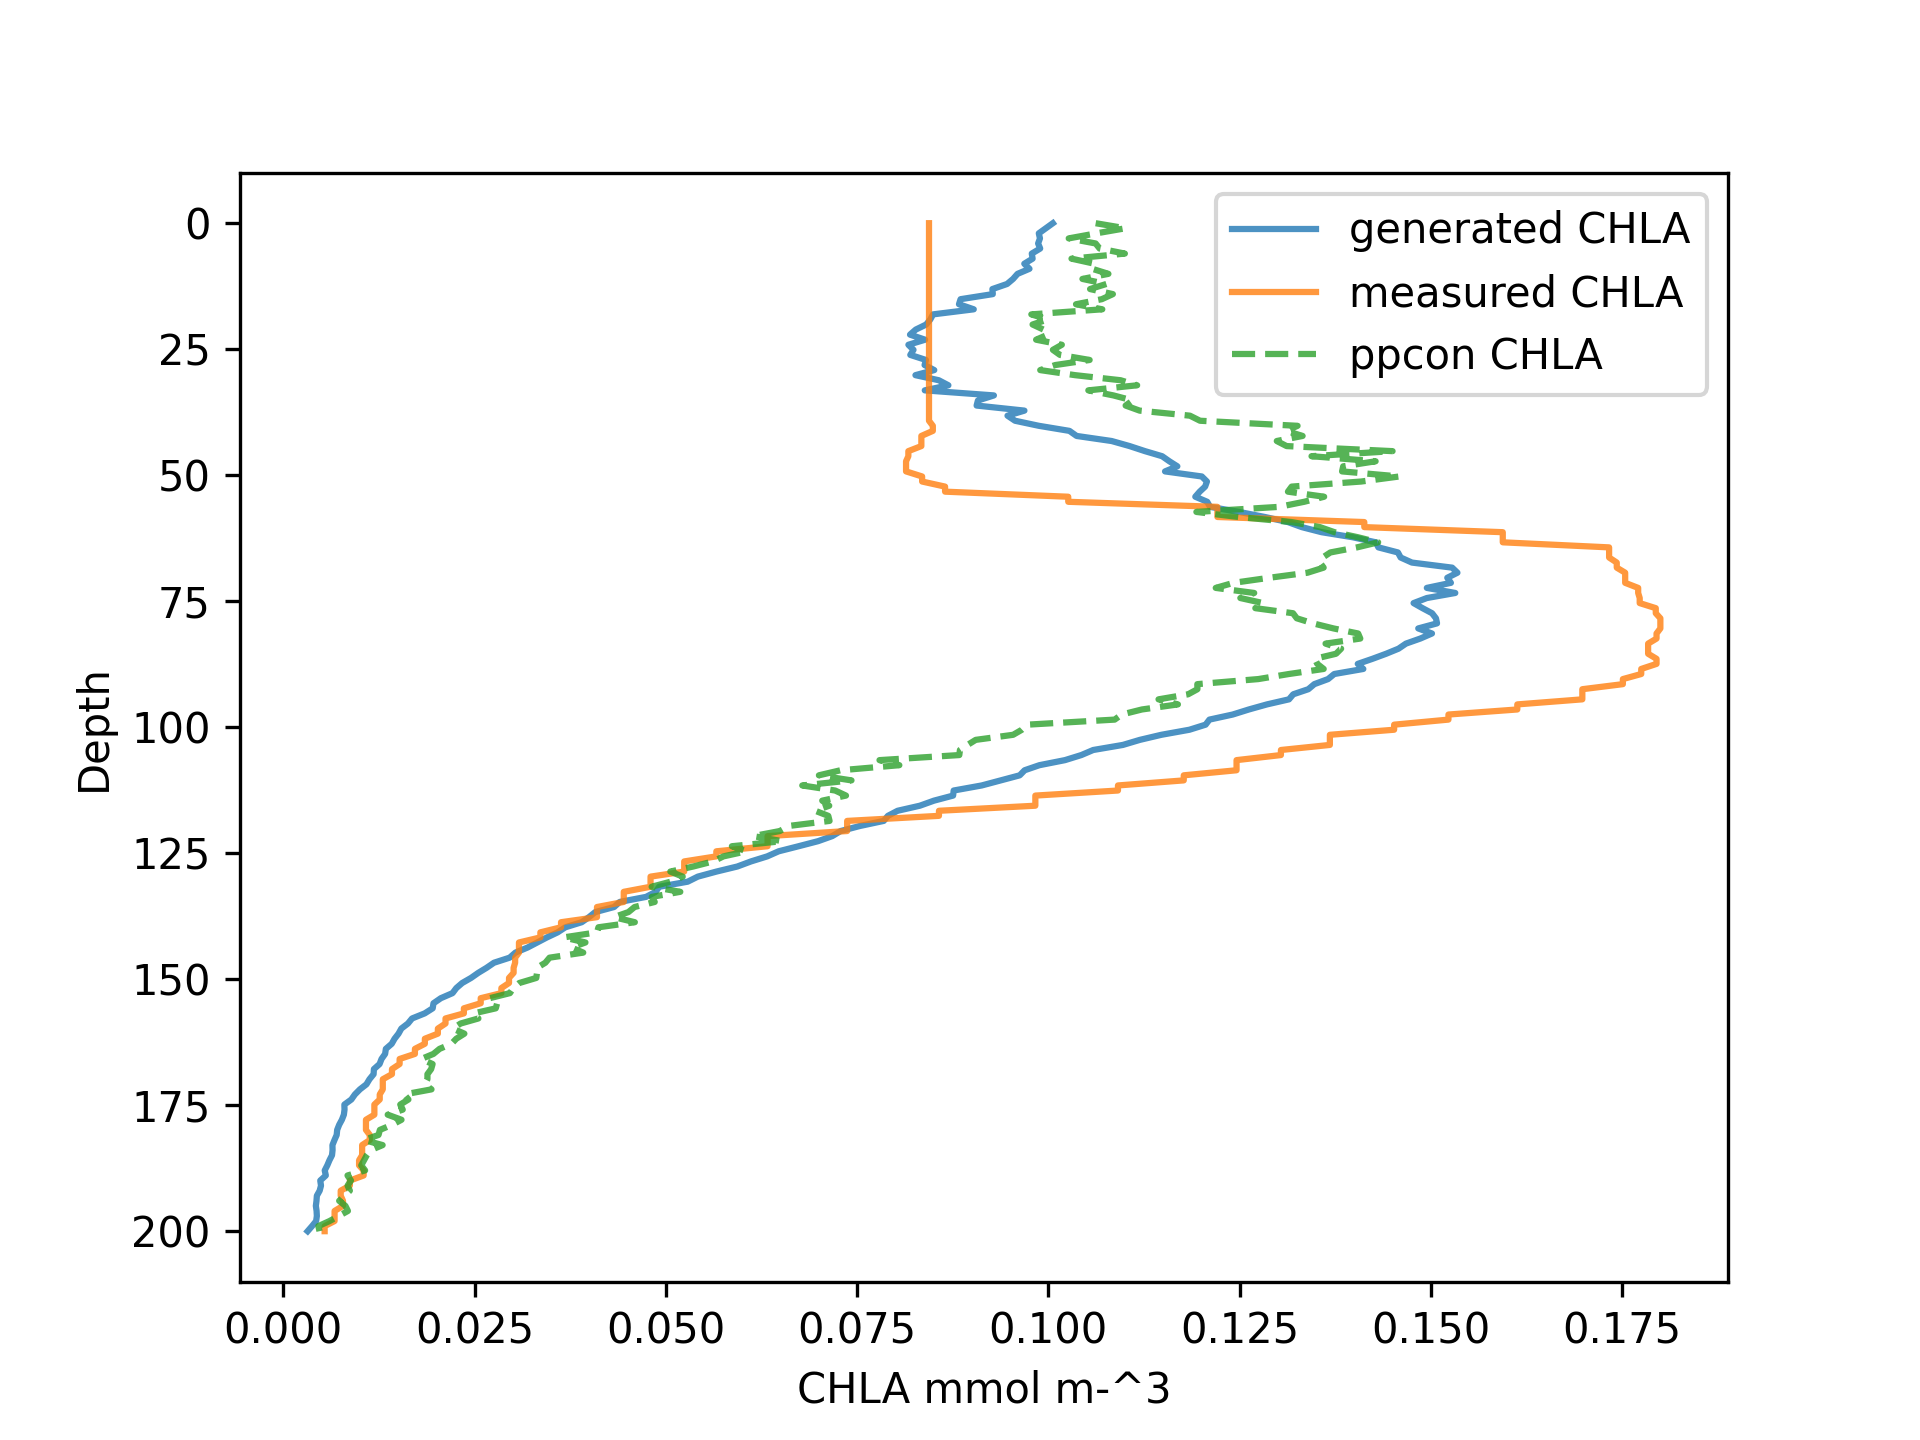 generated CHLA
measured CHLA
ppcon CHLA
0
25
50
75
100
125
150
175
200
Depth
0.000 0.025 0.050 0.075 0.100 0.125 0.150 0.175
CHLA mmol m-^3